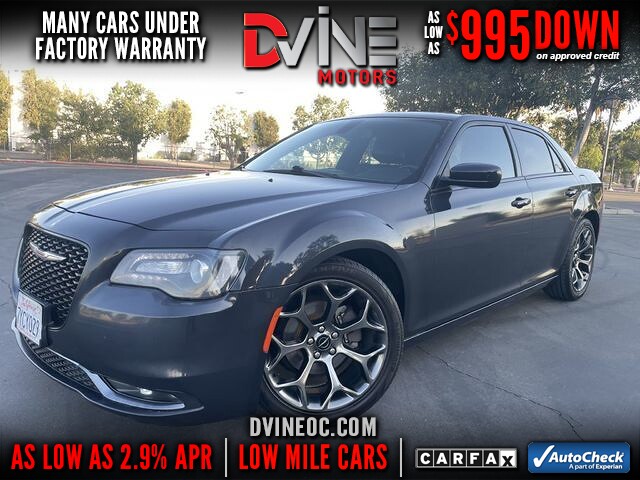 MANY CARS UNDER
FACTORY WARRANTY
DVINE
MOTORS
AS LOW AS $995 DOWN
on approved credit
DVINEOC.COM
AS LOW AS 2.9% APR | LOW MILE CARS
CARFAX
AutoCheck
A part of Experian